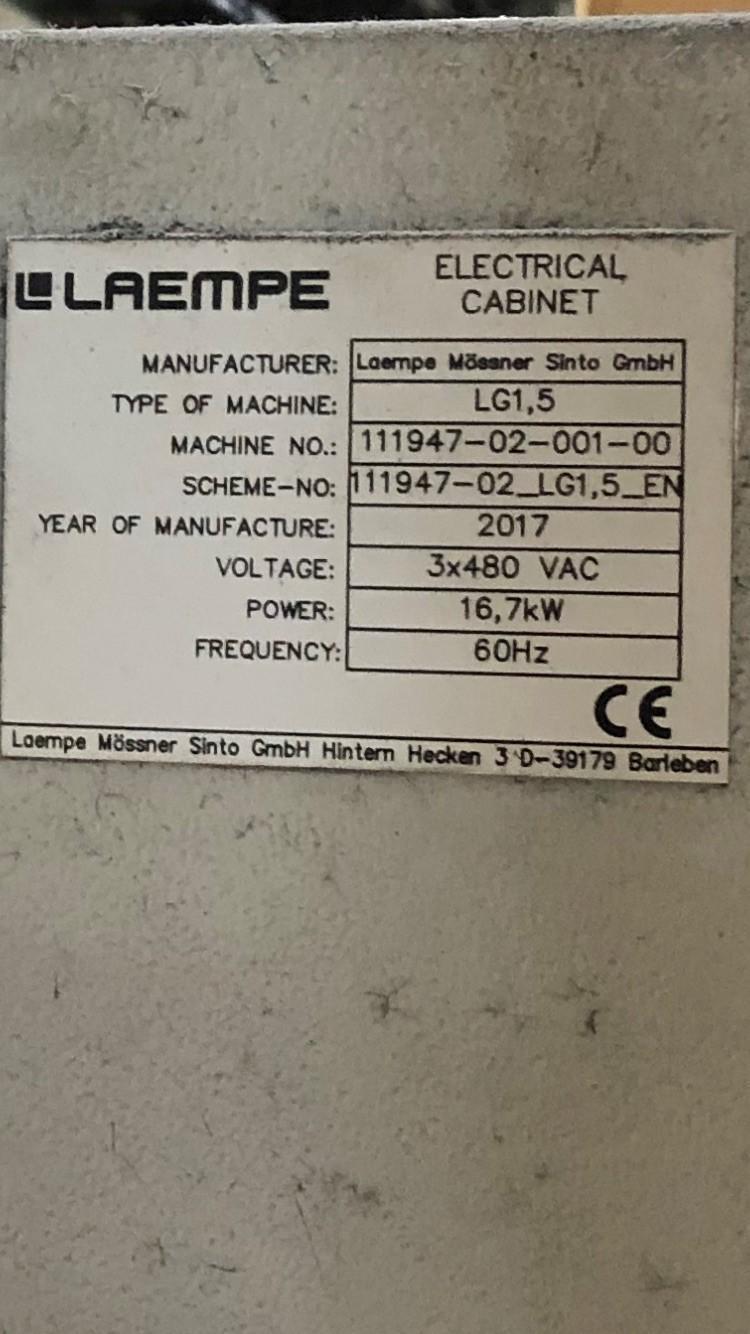 LAEMPE
ELECTRICAL
CABINET
MANUFACTURER: Laempe Mössner Sinto GmbH
TYPE OF MACHINE: LG1,5
MACHINE NO.: 111947-02-001-00
SCHEME-NO: 111947-02_LG1,5_EN
YEAR OF MANUFACTURE: 2017
VOLTAGE: 3x480 VAC
POWER: 16,7kW
FREQUENCY: 60Hz
CE
Laempe Mössner Sinto GmbH Hintern Hecken 3 D-39179 Barleben